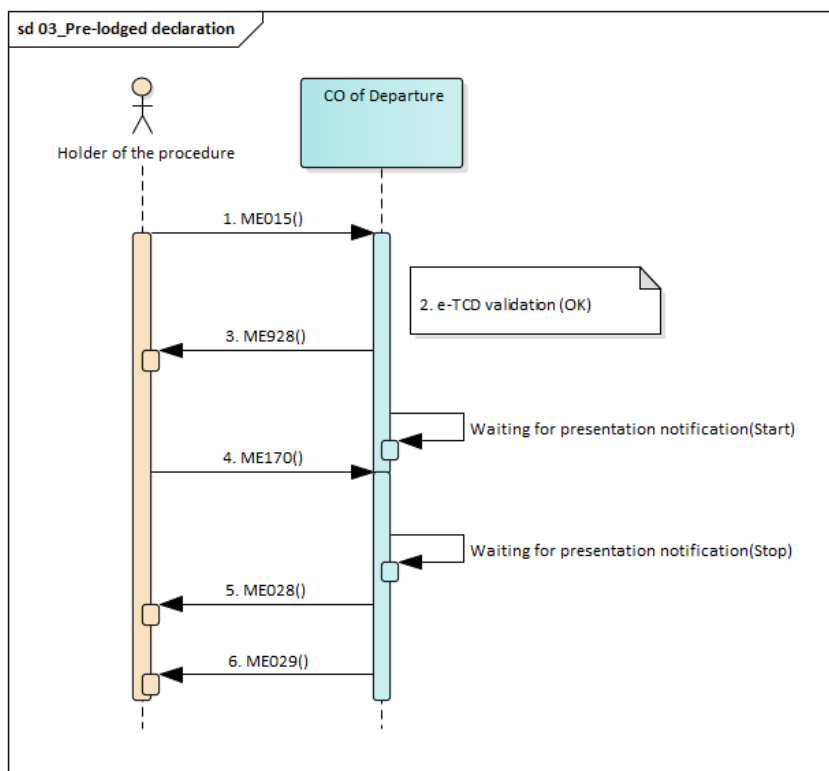 sd 03_Pre-lodged declaration
CO of Departure
Holder of the procedure
1. ME015()
2. e-TCD validation (OK)
3. ME928()
Waiting for presentation notification(Start)
4. ME170()
Waiting for presentation notification(Stop)
5. ME028()
6. ME029()